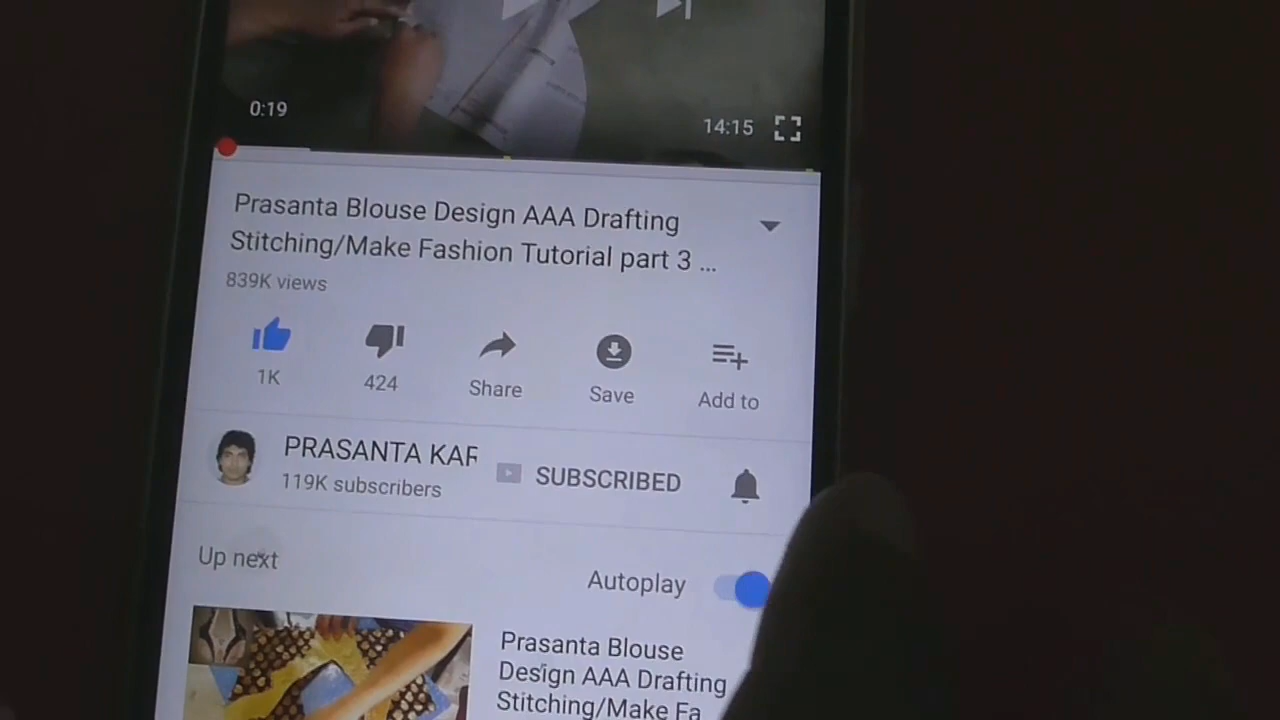 0:19
14:15
Prasanta Blouse Design AAA Drafting
Stitching/Make Fashion Tutorial part 3 ...
839K views
1K
424
Share
Save
Add to
PRASANTA KAR
SUBSCRIBED
119K subscribers
Up next
Autoplay
Prasanta Blouse
Design AAA Drafting
Stitching/Make Fa